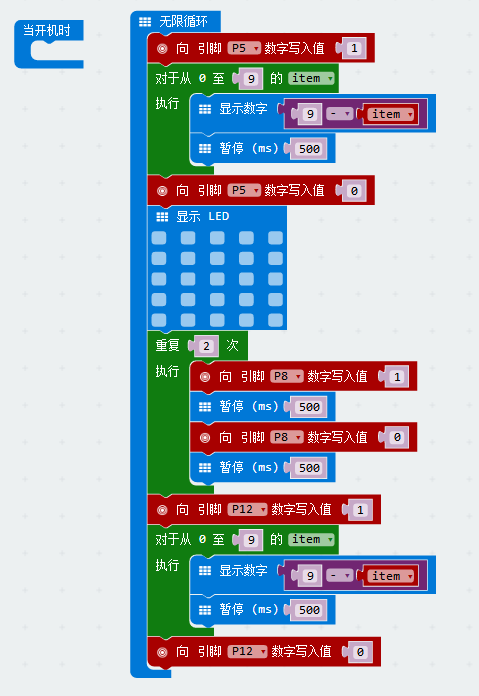 当开机时
无限循环
向 引脚 P5 数字写入值 1
对于从 0 至 9 的 item
执行
显示数字 9 - item
暂停 (ms) 500
向 引脚 P5 数字写入值 0
显示 LED
重复 2 次
执行
向 引脚 P8 数字写入值 1
暂停 (ms) 500
向 引脚 P8 数字写入值 0
暂停 (ms) 500
向 引脚 P12 数字写入值 1
对于从 0 至 9 的 item
执行
显示数字 9 - item
暂停 (ms) 500
向 引脚 P12 数字写入值 0